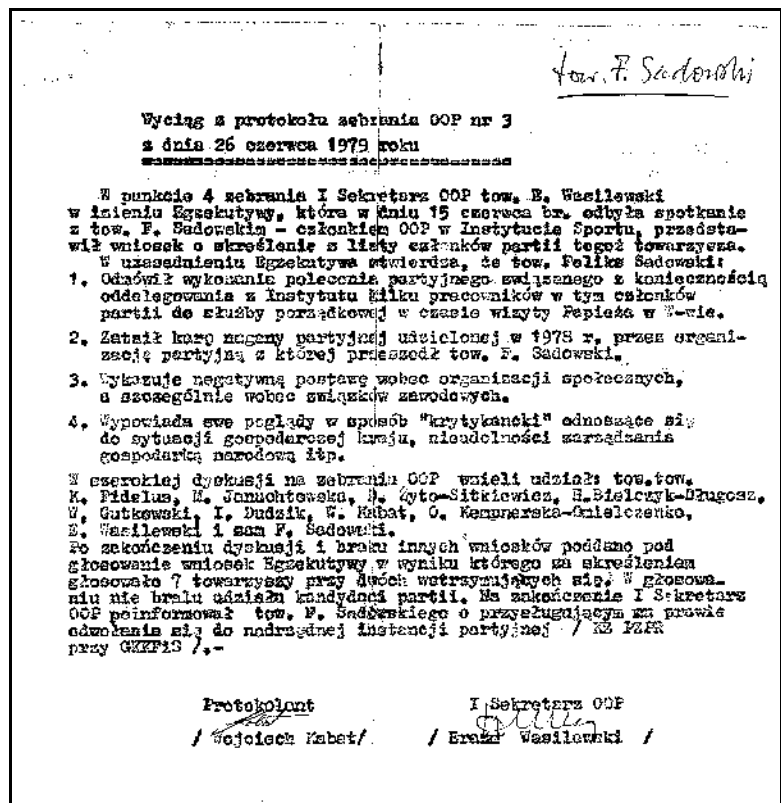 tow. F. Sadowski
Wyciąg z protokołu zebrania OOP nr 3
z dnia 26 czerwca 1979 roku
W punkcie 4 zebrania I Sekretarz OOP tow. E. Wasilewski
w imieniu Egzekutywy, która w dniu 15 czerwca br. odbyła spotkanie
z tow. F. Sadowskim - członkiem OOP w Instytucie Sportu, przedsta-
wił wniosek o skreślenie z listy członków partii tegoż towarzysza.
W uzasadnieniu Egzekutywa stwierdza, że tow. Feliks Sadowski:
1. Odmówił wykonania polecenia partyjnego związanego z koniecznością
oddelegowania z Instytutu kilku pracowników w tym członków
partii do służby porządkowej w czasie wizyty Papieża w W-wie.
2. Zataił karę nagany partyjnej udzielonej w 1978 r. przez organi-
zację partyjną z której przeszedł tow. F. Sadowski.
3. Wykazuje negatywną postawę wobec organizacji społecznych,
a szczególnie wobec związków zawodowych.
4. Wypowiada swe poglądy w sposób "krytykancki" odnoszące się
do sytuacji gospodarczej kraju, nieudolności zarządzania
gospodarką narodową itp.
W szerokiej dyskusji na zebraniu OOP wzieli udział: tow.tow.
K. Fidelus, M. Januchtowska, Żyto-Sitkiewicz, H.Bielczyk-Długosz,
W. Gutkowski, I. Dudzik, W. Kabat, O. Kempnerska-Omielczenko,
E. Wasilewski i sam F. Sadowski.
Po zakończeniu dyskusji i braku innych wniosków poddano pod
głosowanie wniosek Egzekutywy w wyniku którego za skreśleniem
głosowało 7 towarzyszy przy dwóch wstrzymujących się. W głosowa-
niu nie brału udziału kandydaci partii. Na zakończenie I Sekretarz
OOP poinformował tow. F. Sadowskiego o przysługującym mu prawie
odwołania się do nadrzędnej instancji partyjnej / KZ PZPR
przy GKKFiS /.-
Protokolant I Sekretarz OOP
/ Wojciech Kabat/ / Wasilewski /